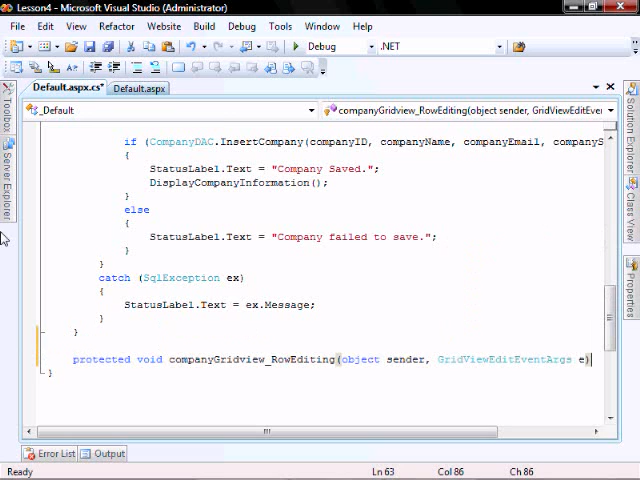 Lesson4 - Microsoft Visual Studio (Administrator)
File Edit View Refactor Website Build Debug Tools Window Help
Debug .NET
Default.aspx.cs* Default.aspx
_Default companyGridview_RowEditing(object sender, GridViewEditEve
Toolbox
Server Explorer
Solution Explorer
Class View
Properties
if (CompanyDAC.InsertCompany(companyID, companyName, companyEmail, companyS
{
StatusLabel.Text = "Company Saved.";
DisplayCompanyInformation();
}
else
{
StatusLabel.Text = "Company failed to save.";
}
}
catch (SqlException ex)
{
StatusLabel.Text = ex.Message;
}
}
protected void companyGridview_RowEditing(object sender, GridViewEditEventArgs e)
}
Error List Output
Ready Ln 63 Col 86 Ch 86